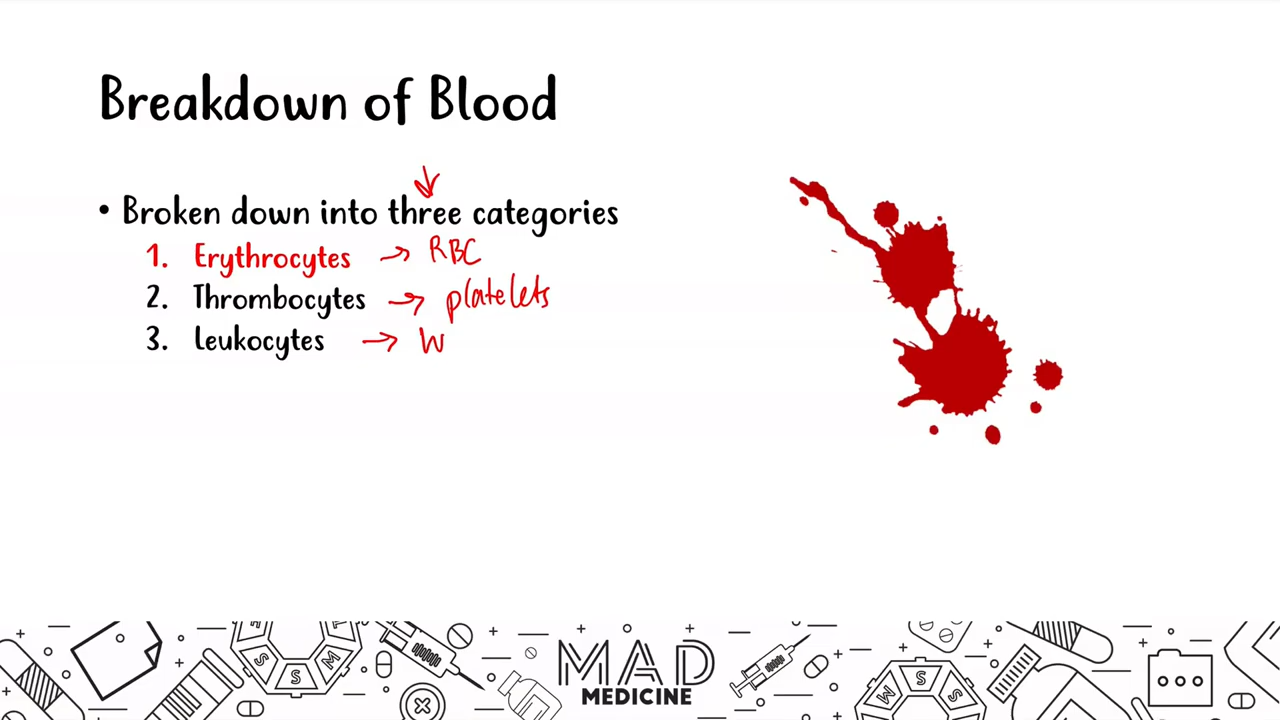 Breakdown of Blood
• Broken down into three categories
1. Erythrocytes → RBC
2. Thrombocytes → platelets
3. Leukocytes → W
S S M
M S S
MAD
MEDICINE